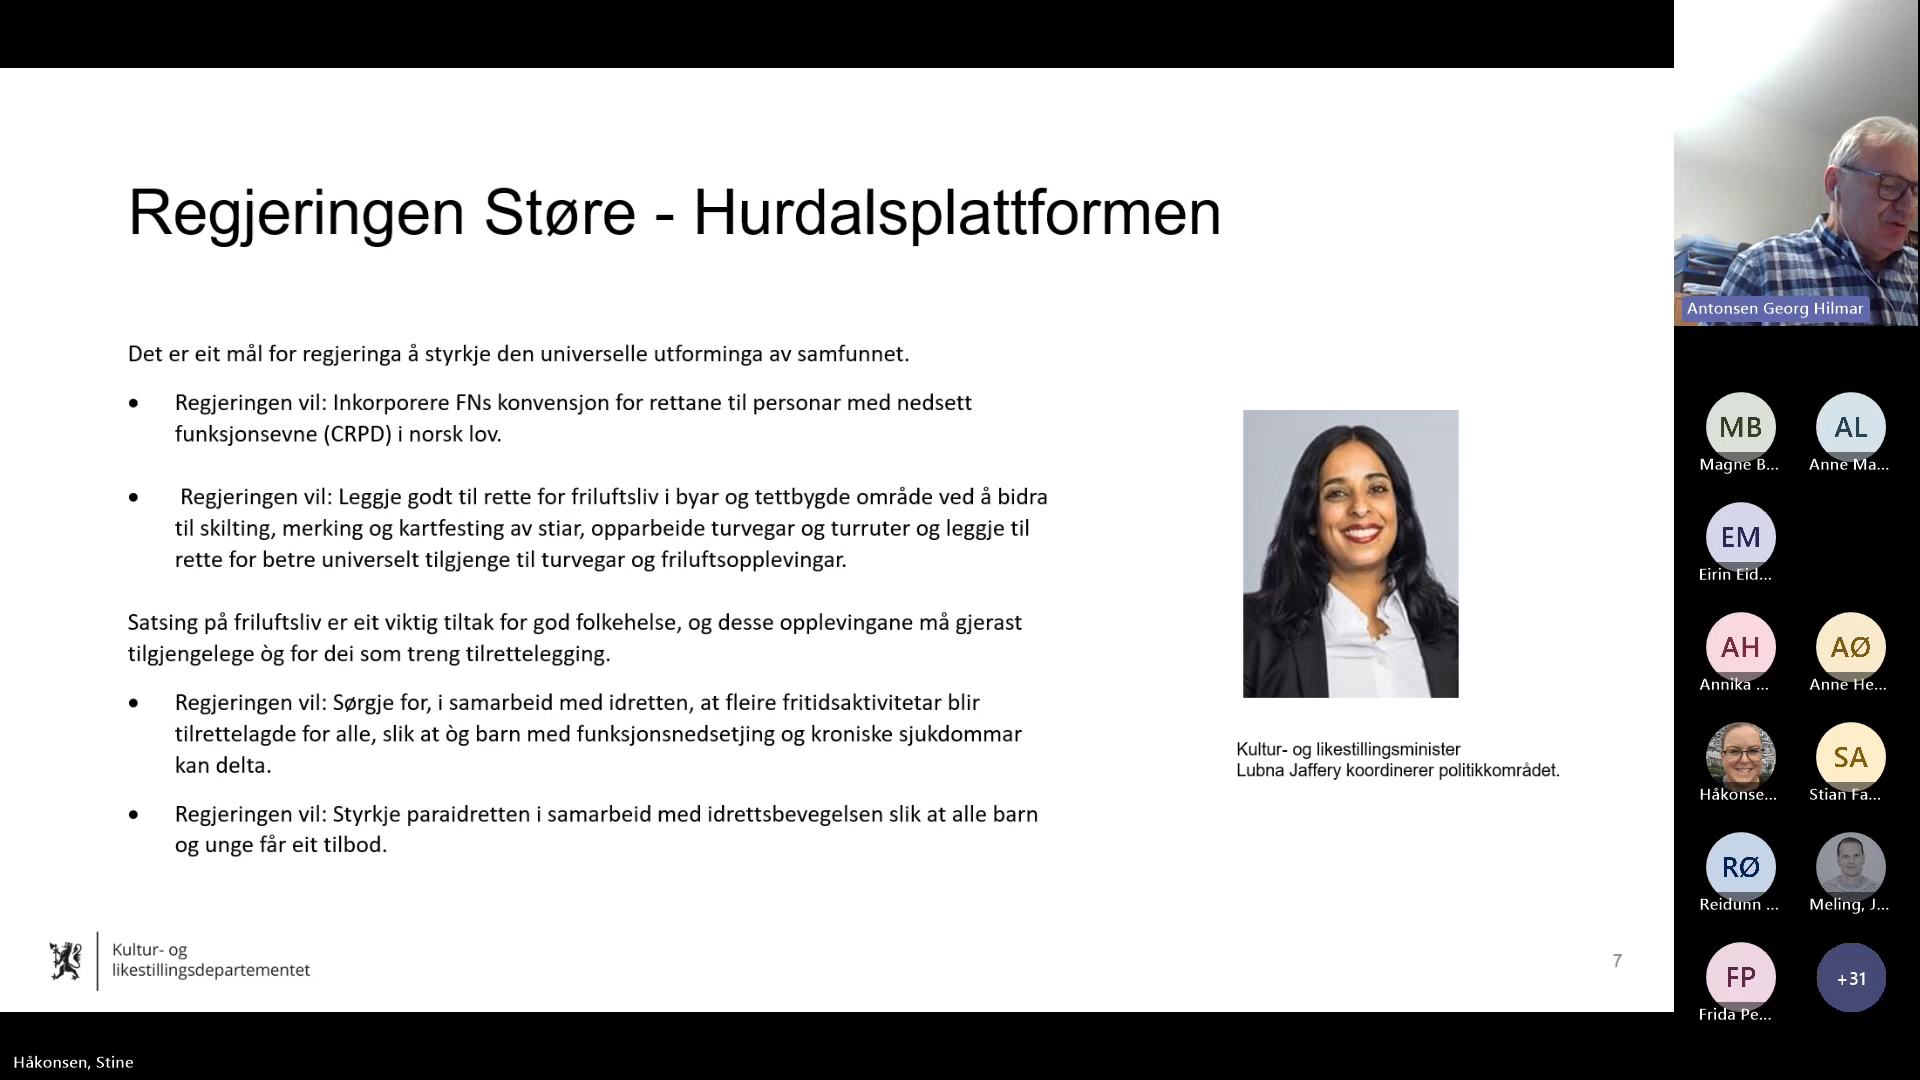 Regjeringen Støre - Hurdalsplattformen
Det er eit mål for regjeringa å styrkje den universelle utforminga av samfunnet.
• Regjeringen vil: Inkorporere FNs konvensjon for rettane til personar med nedsett
funksjonsevne (CRPD) i norsk lov.
• Regjeringen vil: Leggje godt til rette for friluftsliv i byar og tettbygde område ved å bidra
til skilting, merking og kartfesting av stiar, opparbeide turvegar og turruter og leggje til
rette for betre universelt tilgjenge til turvegar og friluftsopplevingar.
Satsing på friluftsliv er eit viktig tiltak for god folkehelse, og desse opplevingane må gjerast
tilgjengelege òg for dei som treng tilrettelegging.
• Regjeringen vil: Sørgje for, i samarbeid med idretten, at fleire fritidsaktivitetar blir
tilrettelagde for alle, slik at òg barn med funksjonsnedsetjing og kroniske sjukdommar
kan delta.
• Regjeringen vil: Styrkje paraidretten i samarbeid med idrettsbevegelsen slik at alle barn
og unge får eit tilbod.
Kultur- og likestillingsminister
Lubna Jaffery koordinerer politikkområdet.
Kultur- og
likestillingsdepartementet
7
Håkonsen, Stine
Antonsen Georg Hilmar
MB
Magne B...
AL
Anne Ma...
EM
Eirin Eid...
AH
Annika ...
AØ
Anne He...
Håkonse...
SA
Stian Fa...
RØ
Reidunn ...
Meling, J...
FP
Frida Pe...
+31